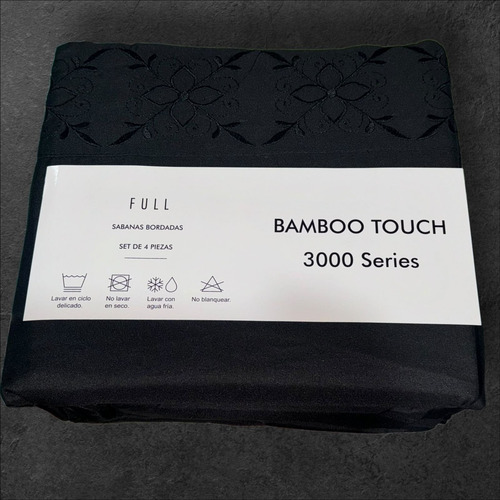 FULL
SABANAS BORDADAS
SET DE 4 PIEZAS
BAMBOO TOUCH
3000 Series
Lavar en ciclo
delicado.
No lavar
en seco.
Lavar con
agua fría.
No blanquear.